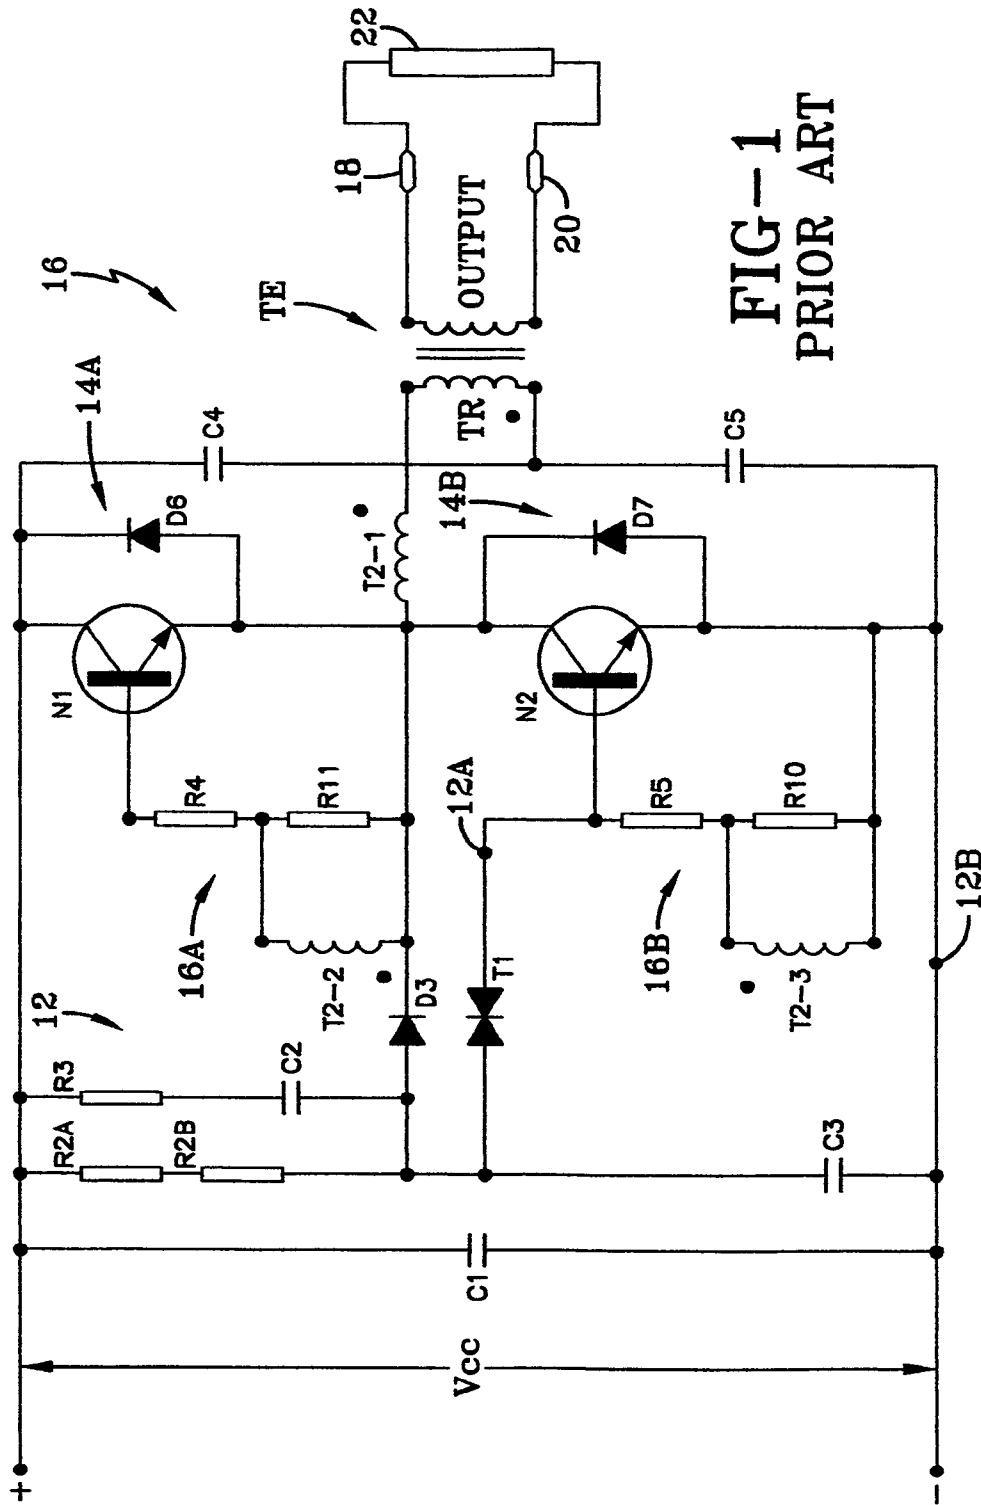 +
-
Vcc
C1
R2A
R2B
R3
C2
C3
12
D3
T1
T2-2
16A
R4
R11
12A
16B
T2-3
R5
R10
12B
N1
N2
D6
D7
14A
14B
T2-1
C4
C5
16
TE
TR
OUTPUT
18
20
22
FIG-1
PRIOR ART